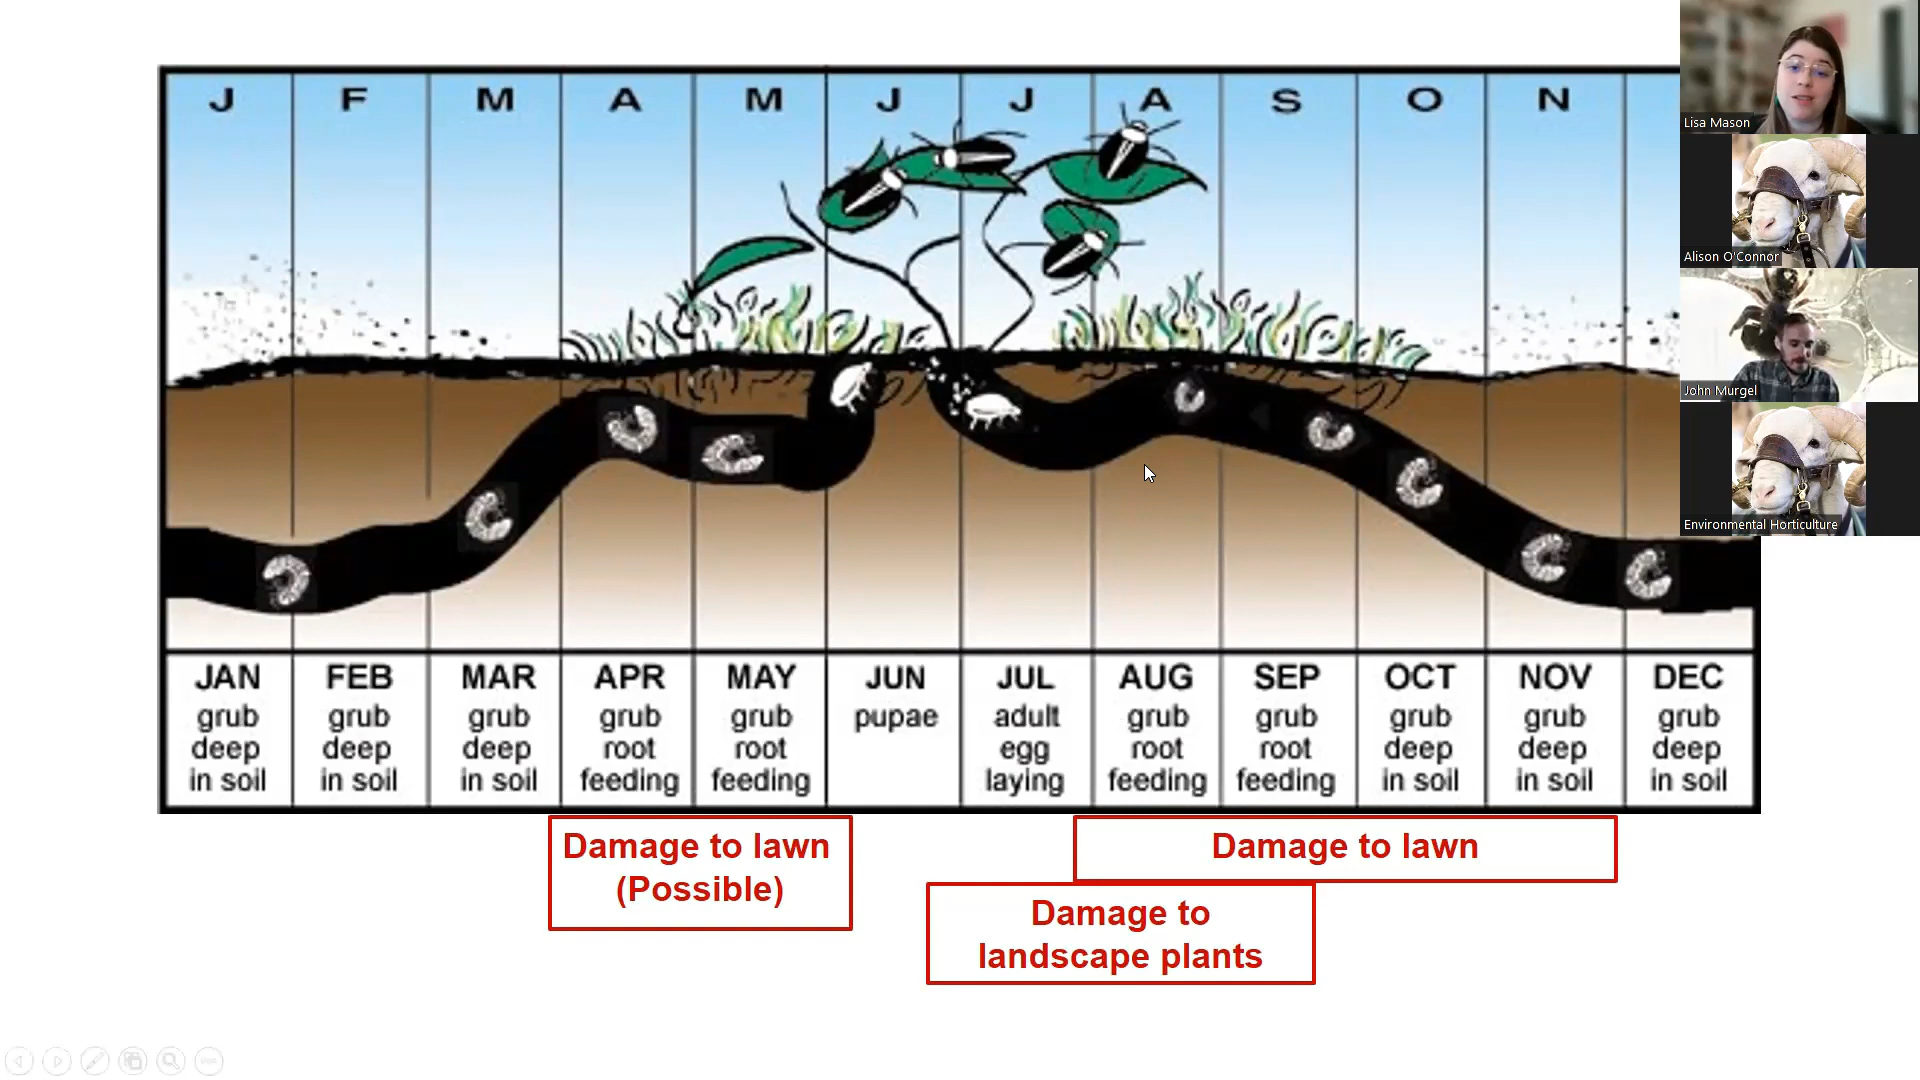 J F M A M J J A S O N
JAN FEB MAR APR MAY JUN JUL AUG SEP OCT NOV DEC
grub grub grub grub grub pupae adult grub grub grub grub grub
deep deep deep root root egg root root deep deep deep
in soil in soil in soil feeding feeding laying feeding feeding in soil in soil in soil
Damage to lawn
(Possible)
Damage to lawn
Damage to
landscape plants
Lisa Mason
Alison O'Connor
John Murgel
Environmental Horticulture